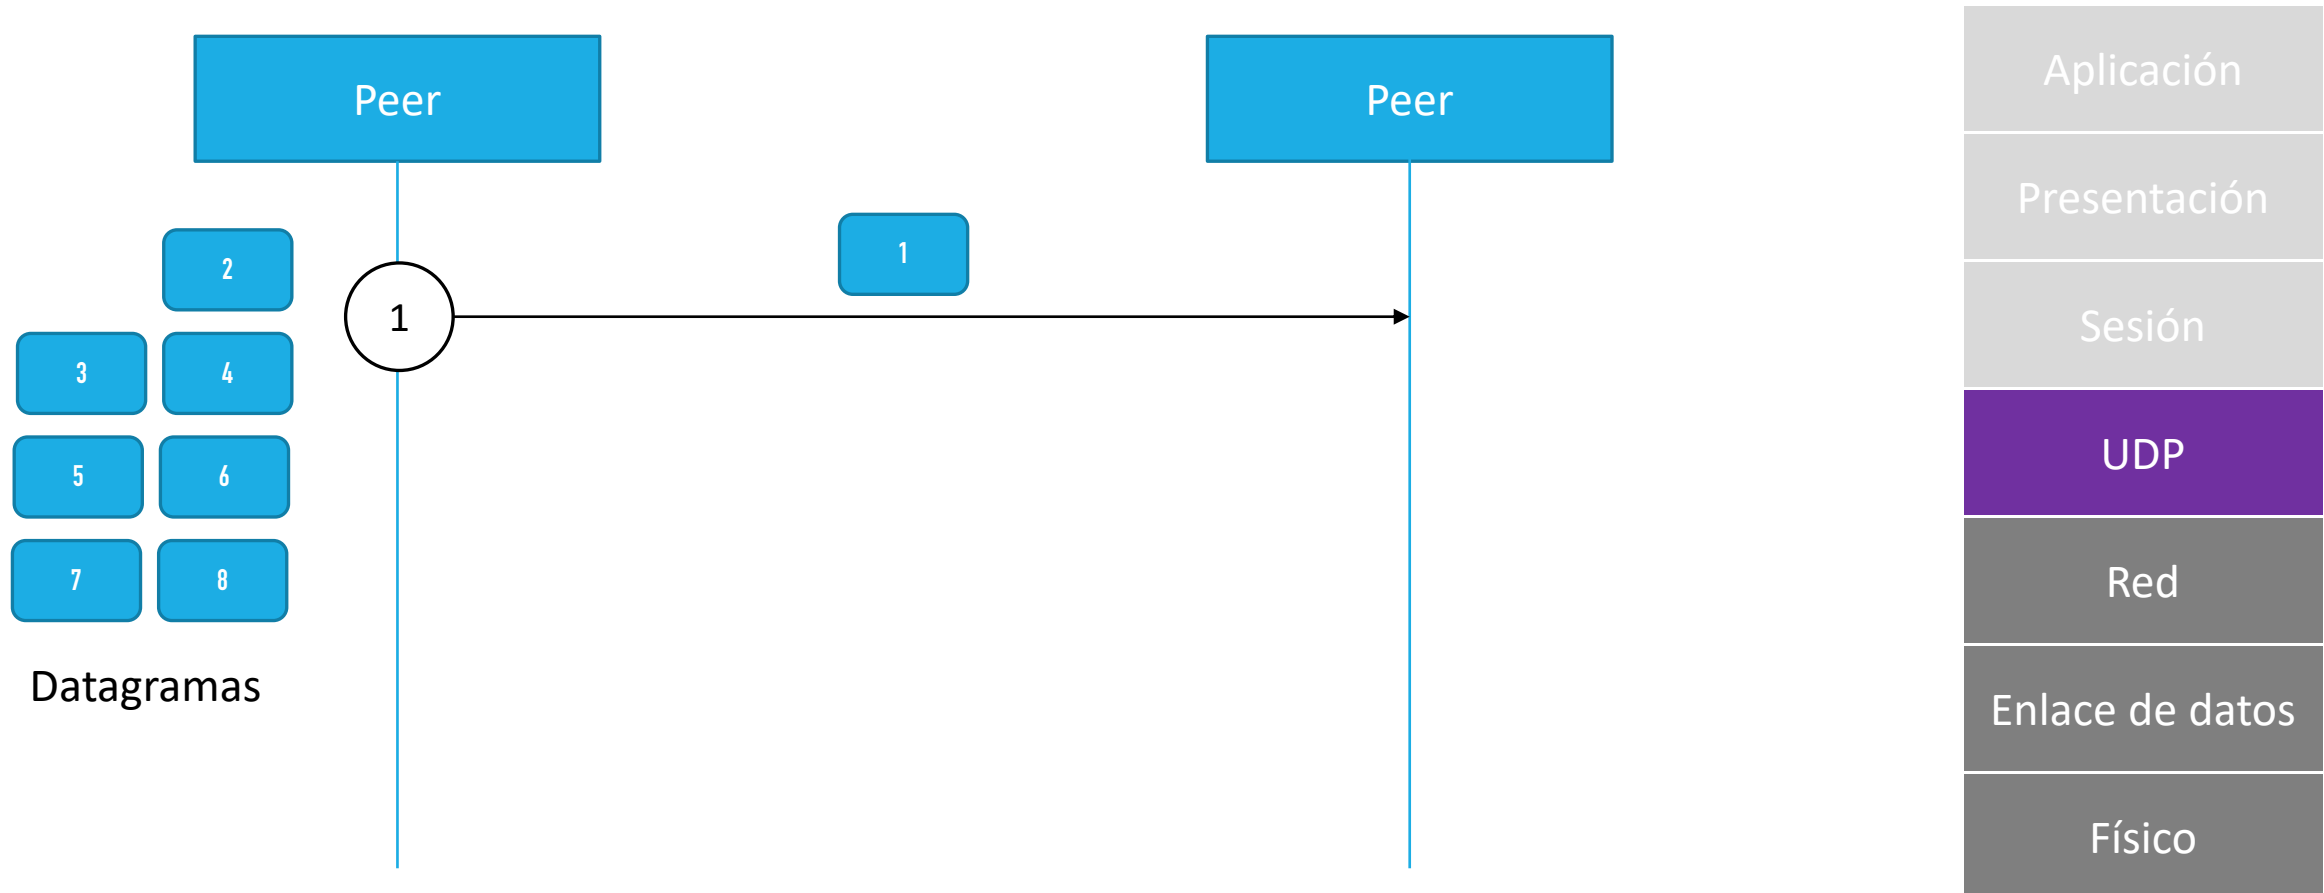 Peer
Peer
1
2
1
3
4
5
6
7
8
Datagramas
Aplicación
Presentación
Sesión
UDP
Red
Enlace de datos
Físico